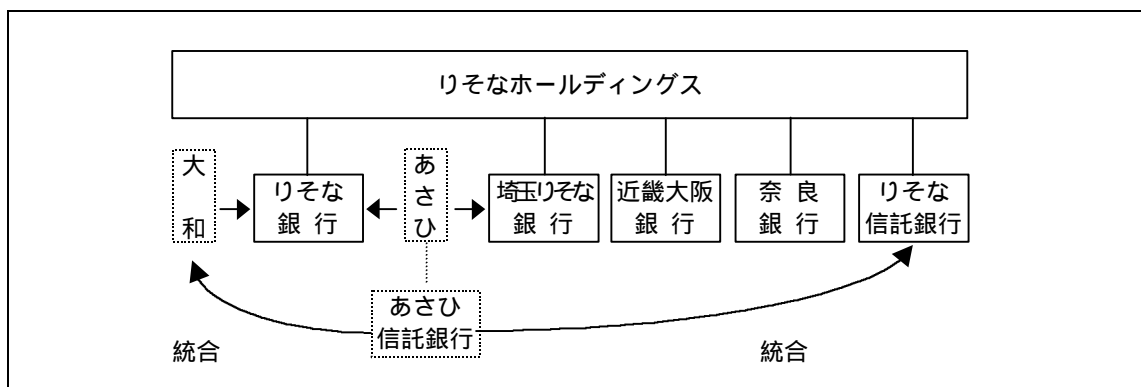 りそなホールディングス
大和
りそな
銀行
あさひ
埼玉りそな
銀行
近畿大阪
銀行
奈良
銀行
りそな
信託銀行
あさひ
信託銀行
統合
統合